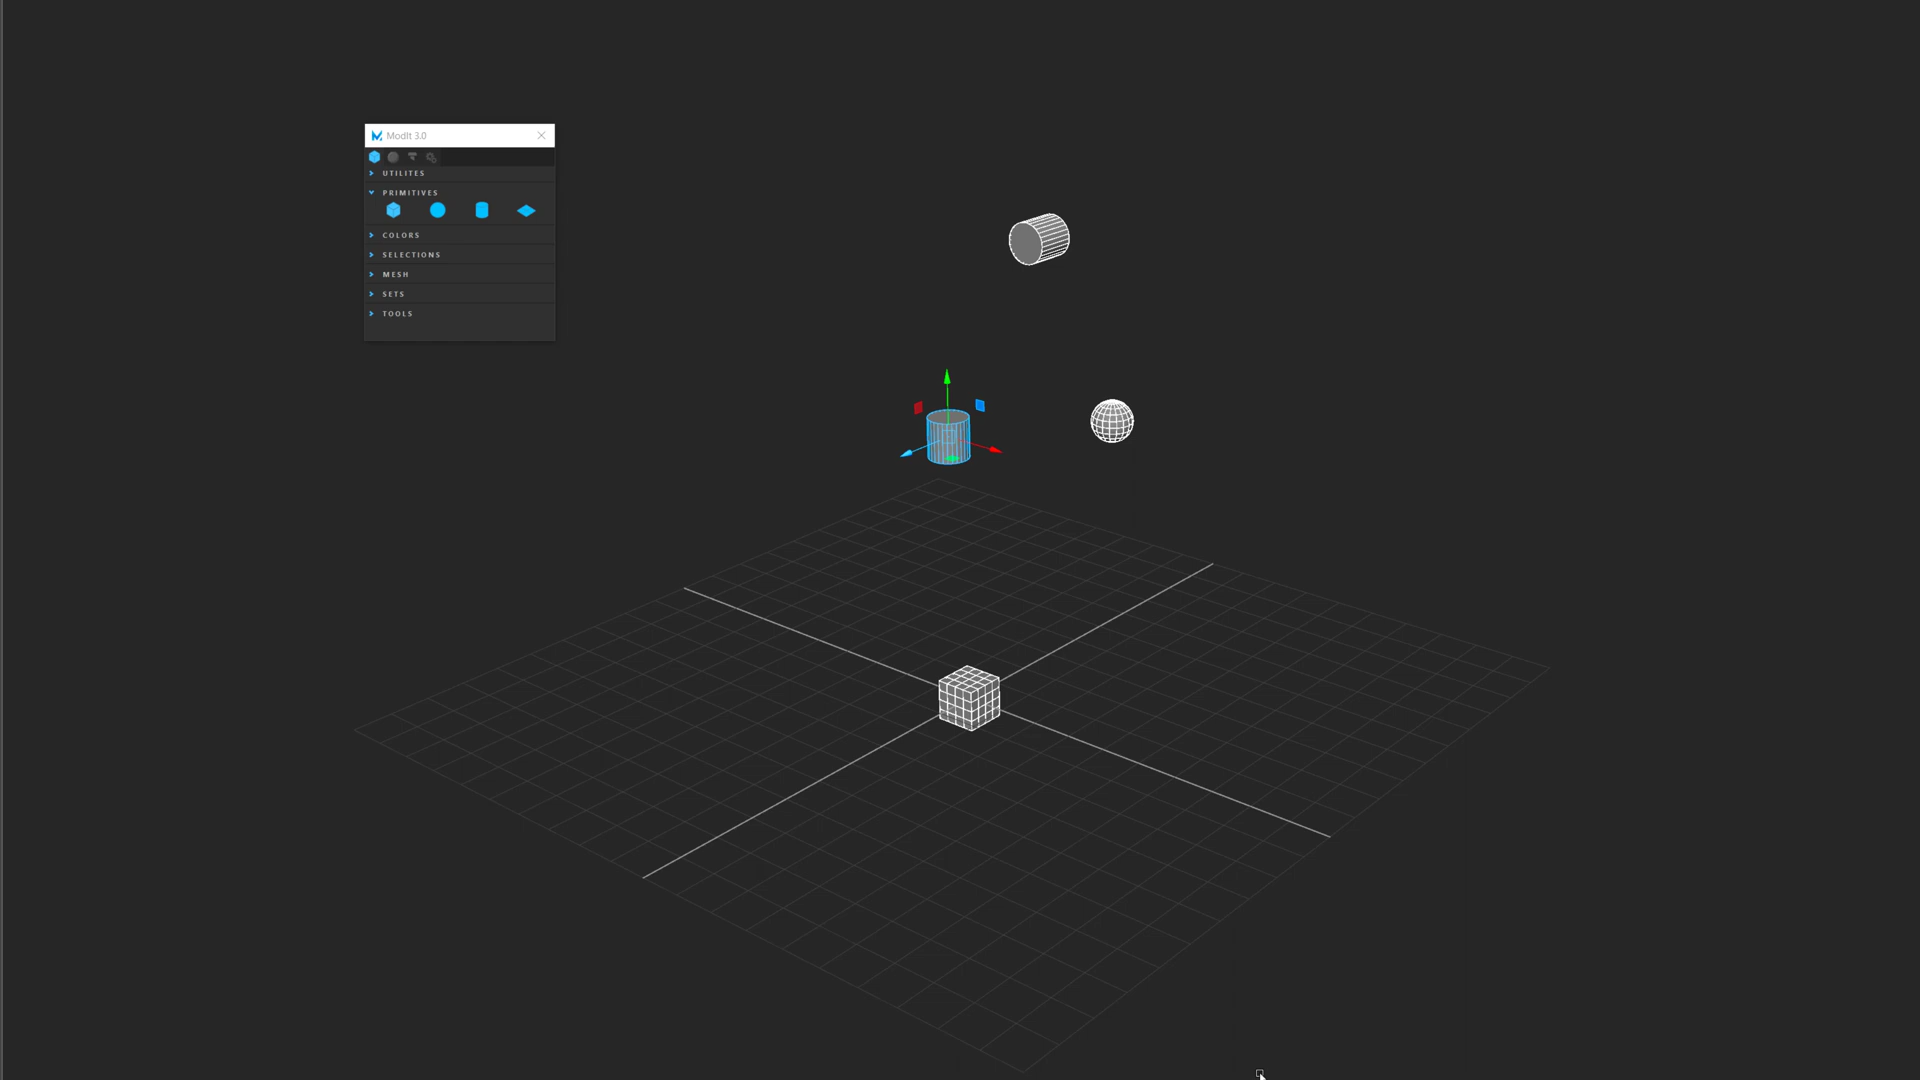 ModIt 3.0
UTILITES
PRIMITIVES
COLORS
SELECTIONS
MESH
SETS
TOOLS